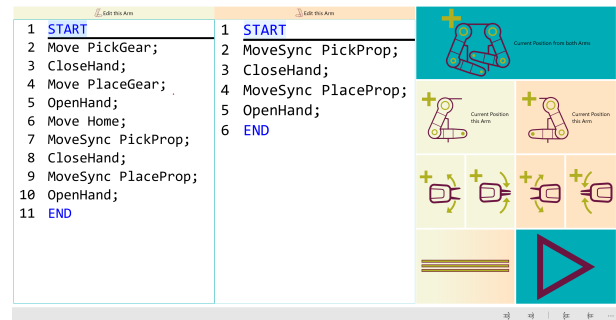 Edit this Arm
1 START
2 Move PickGear;
3 CloseHand;
4 Move PlaceGear;
5 OpenHand;
6 Move Home;
7 MoveSync PickProp;
8 CloseHand;
9 MoveSync PlaceProp;
10 OpenHand;
11 END
Edit this Arm
1 START
2 MoveSync PickProp;
3 CloseHand;
4 MoveSync PlaceProp;
5 OpenHand;
6 END
Current Position from both Arms
Current Position
this Arm
Current Position
this Arm